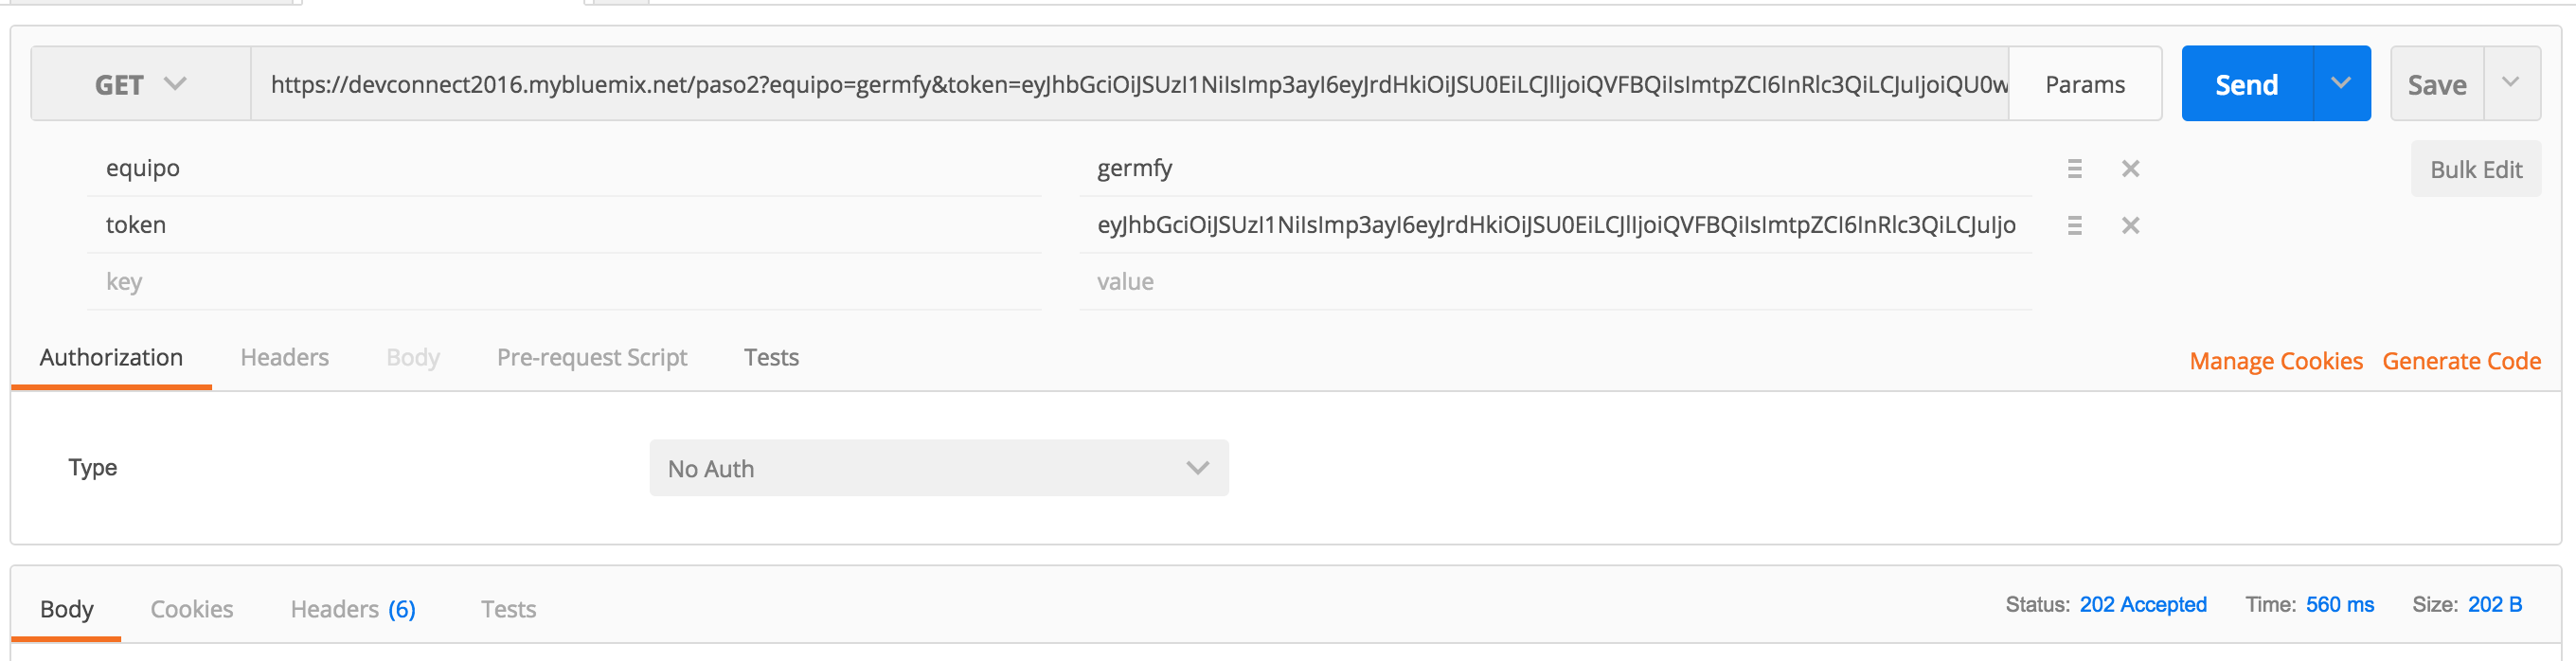 GET https://devconnect2016.mybluemix.net/paso2?equipo=germfy&token=eyJhbGciOiJSUzI1NiIsImp3ayI6eyJrdHkiOiJSU0EiLCJlIjoiQVFBQiIsImtpZCI6InRlc3QiLCJuIjoiQU0w Params Send Save
equipo germfy Bulk Edit
token eyJhbGciOiJSUzI1NiIsImp3ayI6eyJrdHkiOiJSU0EiLCJlIjoiQVFBQiIsImtpZCI6InRlc3QiLCJuIjo
key value
Authorization Headers Body Pre-request Script Tests Manage Cookies Generate Code
Type No Auth
Body Cookies Headers (6) Tests Status: 202 Accepted Time: 560 ms Size: 202 B